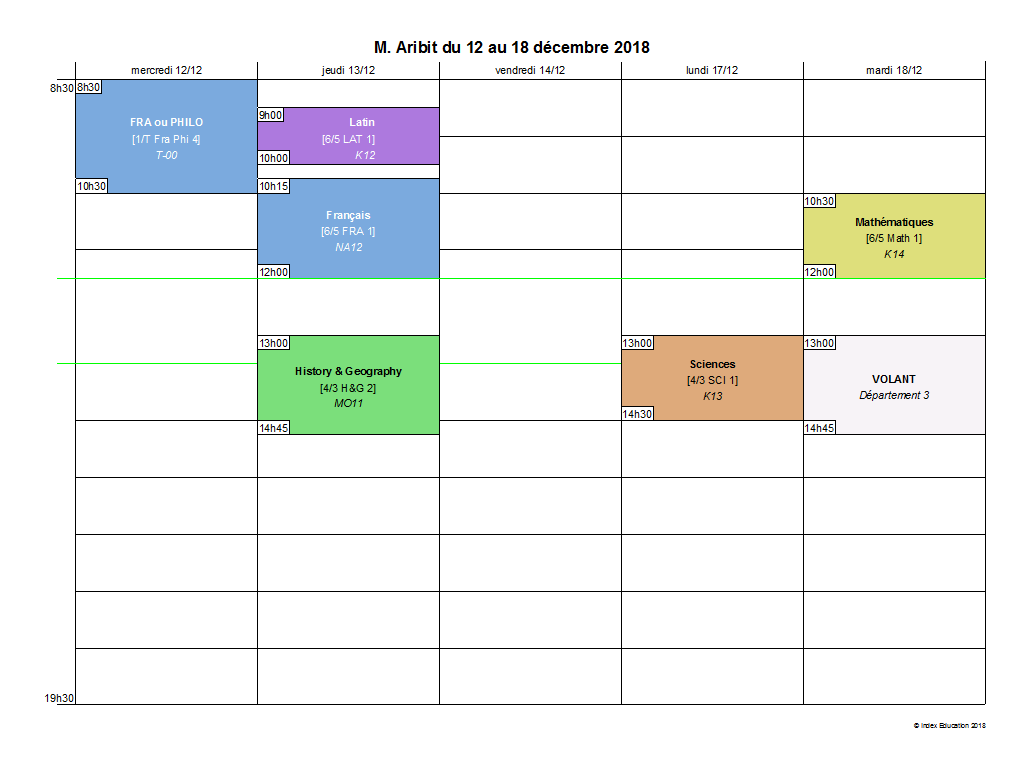 M. Aribit du 12 au 18 décembre 2018
mercredi 12/12
jeudi 13/12
vendredi 14/12
lundi 17/12
mardi 18/12
8h30
8h30
FRA ou PHILO
[1/T Fra Phi 4]
T-00
10h30
9h00
Latin
[6/5 LAT 1]
K12
10h00
10h15
Français
[6/5 FRA 1]
NA12
12h00
13h00
History & Geography
[4/3 H&G 2]
MO11
14h45
13h00
Sciences
[4/3 SCI 1]
K13
14h30
10h30
Mathématiques
[6/5 Math 1]
K14
12h00
13h00
VOLANT
Département 3
14h45
19h30
© Index Education 2018